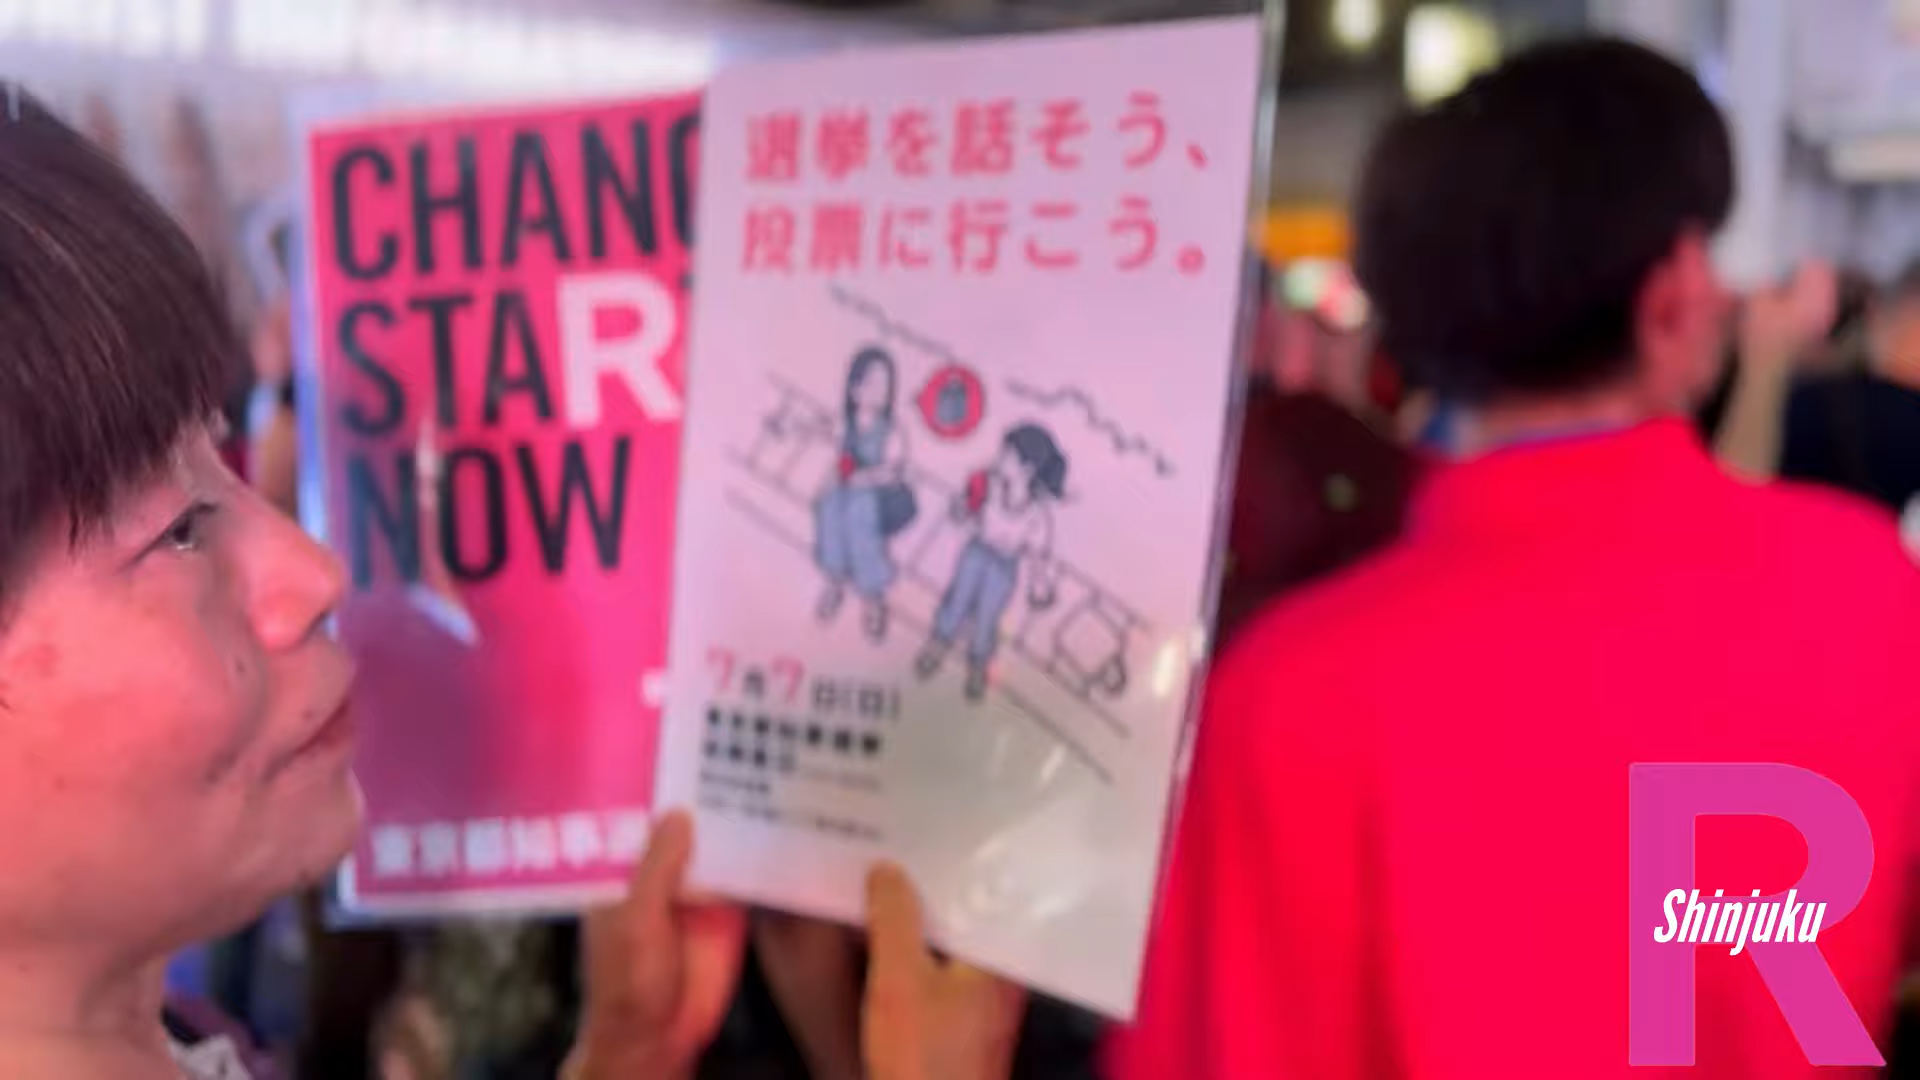 CHANG
STAR
NOW
東京都知事選
選挙を話そう、
投票に行こう。
7月7日(日)
R
Shinjuku